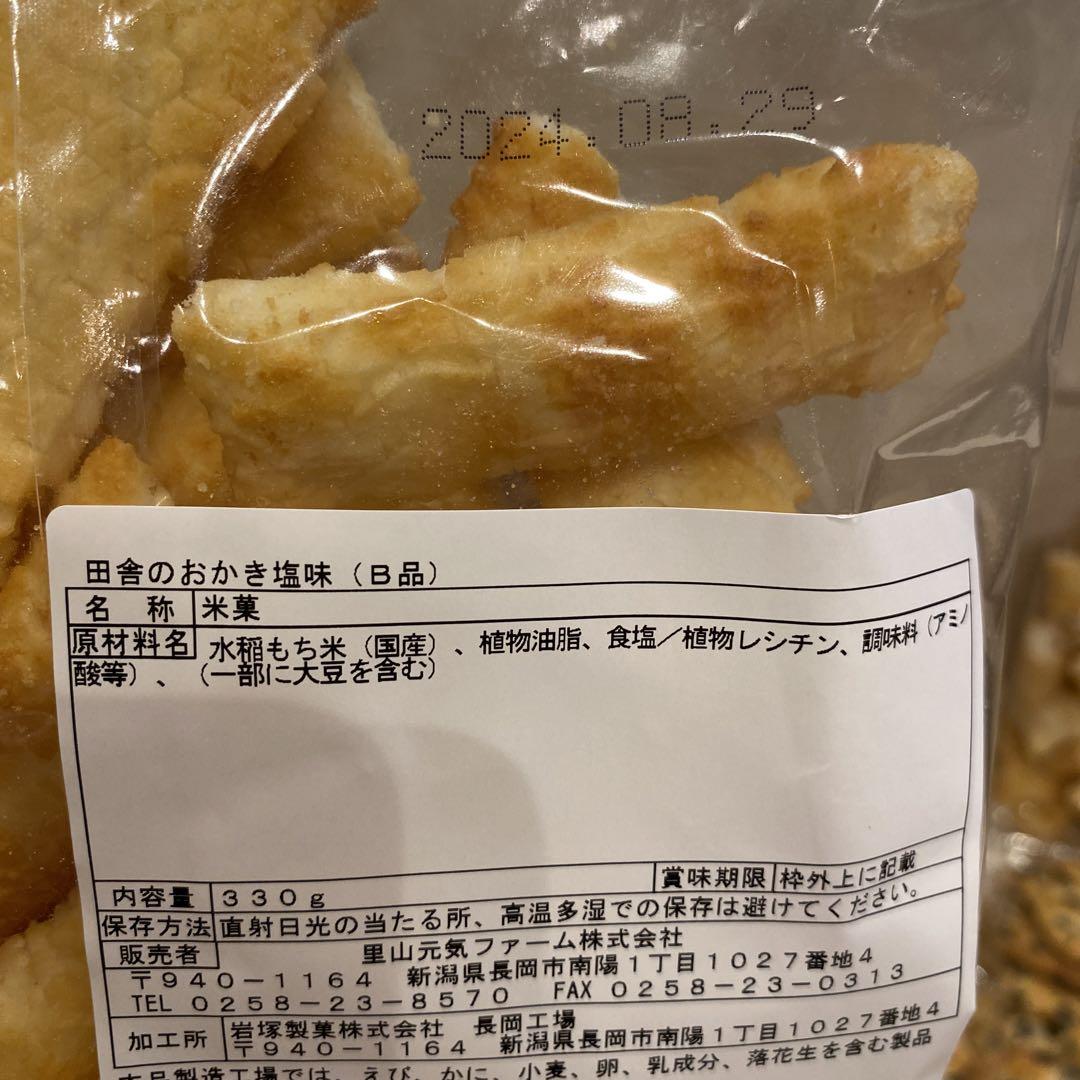 2024.08.29
田舎のおかき塩味（Ｂ品）
名　称　米菓
原材料名　水稲もち米（国産）、植物油脂、食塩／植物レシチン、調味料（アミノ
酸等）、（一部に大豆を含む）
内容量　３３０ｇ　賞味期限　枠外上に記載
保存方法　直射日光の当たる所、高温多湿での保存は避けてください。
販売者　里山元気ファーム株式会社
〒９４０－１１６４　新潟県長岡市南陽１丁目１０２７番地４
TEL ０２５８－２３－８５７０　FAX ０２５８－２３－０３１３
加工所　岩塚製菓株式会社　長岡工場
〒９４０－１１６４　新潟県長岡市南陽１丁目１０２７番地４
本品製造工場では、えび、かに、小麦、卵、乳成分、落花生を含む製品